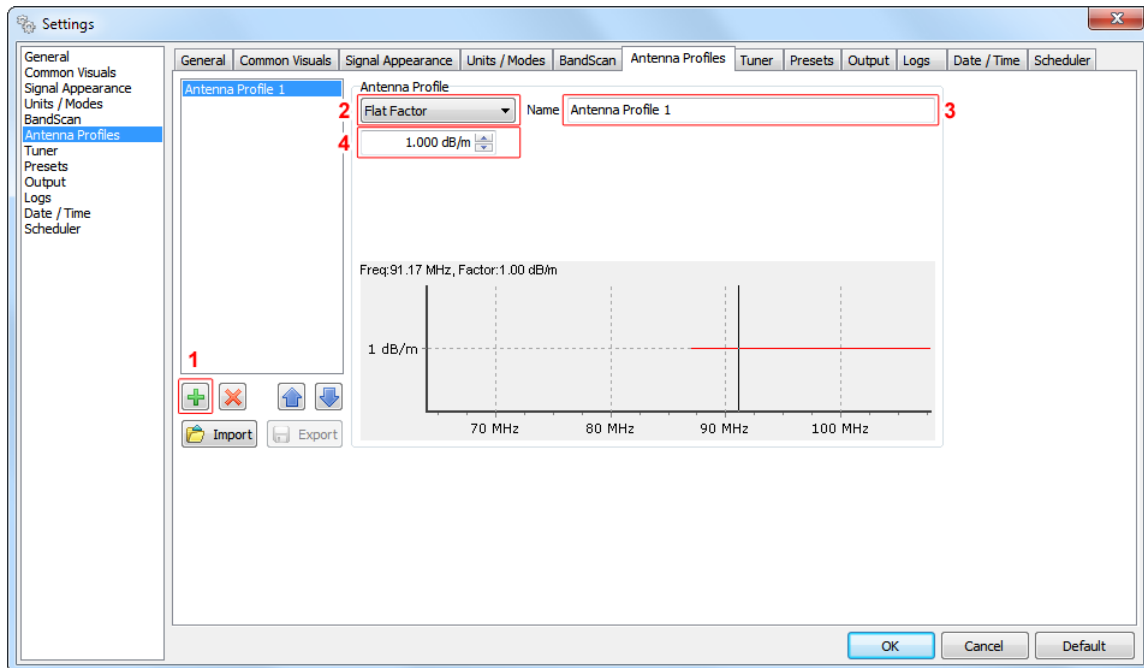 Settings
General
Common Visuals
Signal Appearance
Units / Modes
BandScan
Antenna Profiles
Tuner
Presets
Output
Logs
Date / Time
Scheduler
General Common Visuals Signal Appearance Units / Modes BandScan Antenna Profiles Tuner Presets Output Logs Date / Time Scheduler
Antenna Profile 1
1
Import Export
Antenna Profile
2 Flat Factor Name Antenna Profile 1 3
4 1.000 dB/m
Freq:91.17 MHz, Factor:1.00 dB/m
1 dB/m
70 MHz 80 MHz 90 MHz 100 MHz
OK Cancel Default